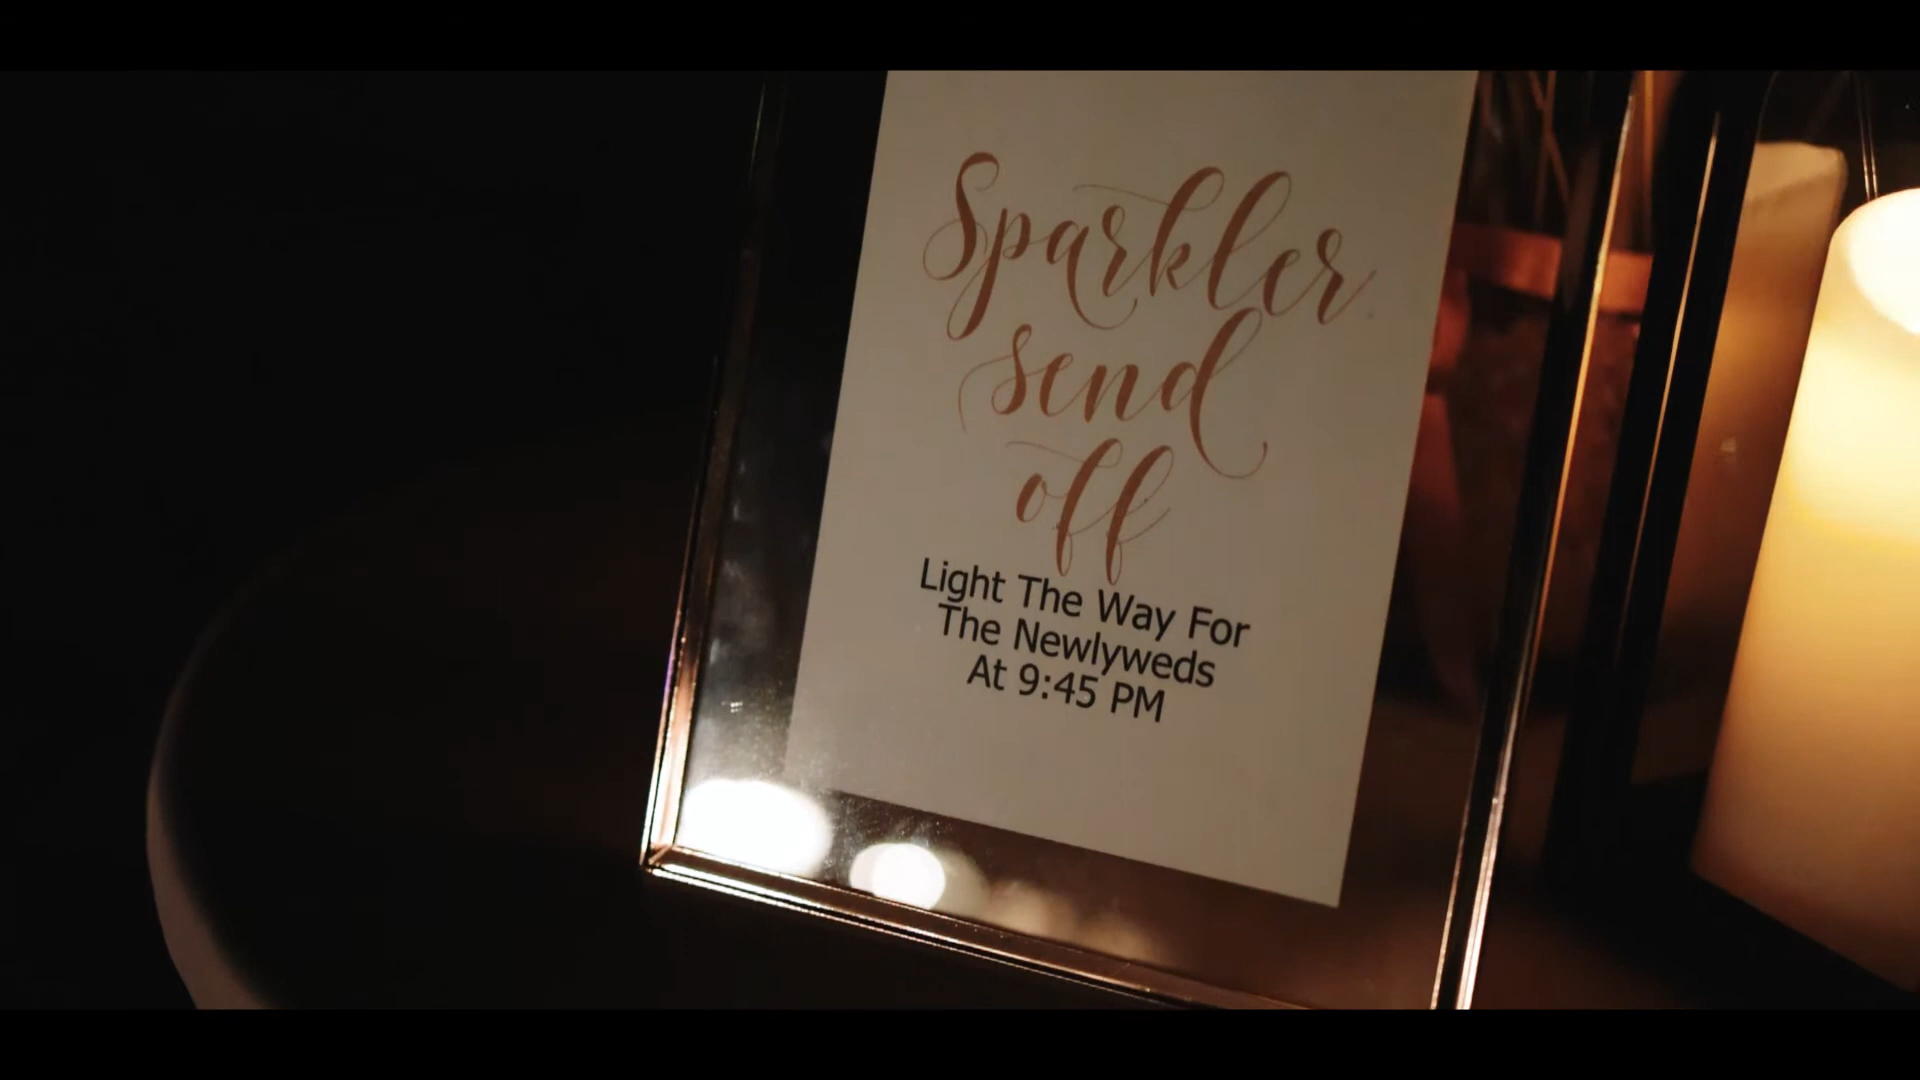 Sparkler
send
off
Light The Way For
The Newlyweds
At 9:45 PM